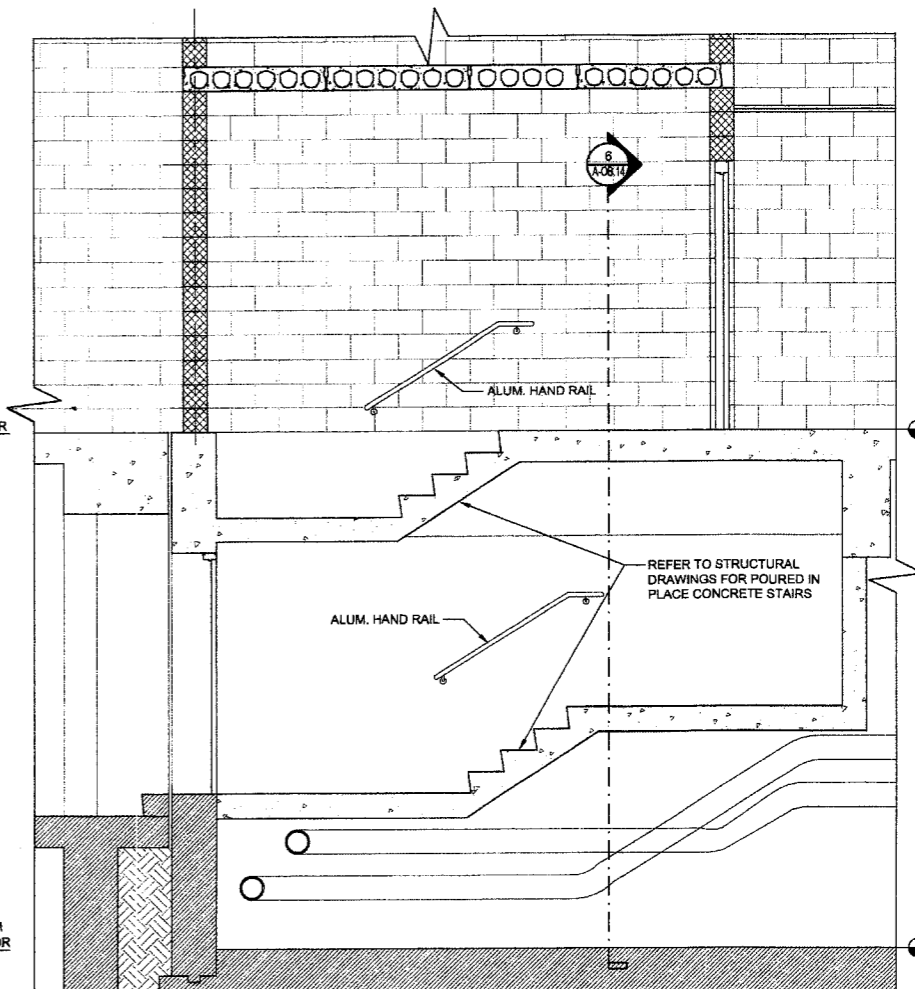 6
A-08.14
ALUM. HAND RAIL
R
REFER TO STRUCTURAL
DRAWINGS FOR POURED IN
PLACE CONCRETE STAIRS
ALUM. HAND RAIL
OR